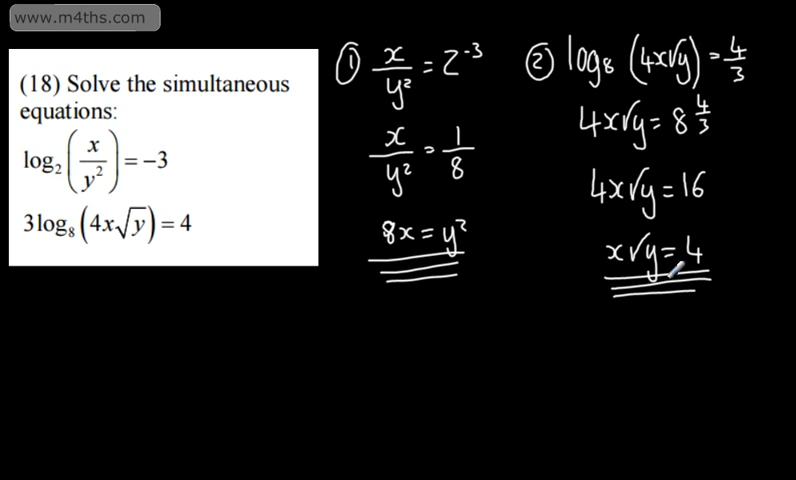 www.m4ths.com
(18) Solve the simultaneous
equations:
log₂(x/y²) = −3
3log₈(4x√y) = 4
① x/y² = 2⁻³
x/y² = 1/8
8x = y²
② log₈ (4x√y) = 4/3
4x√y = 8^(4/3)
4x√y = 16
x√y = 4